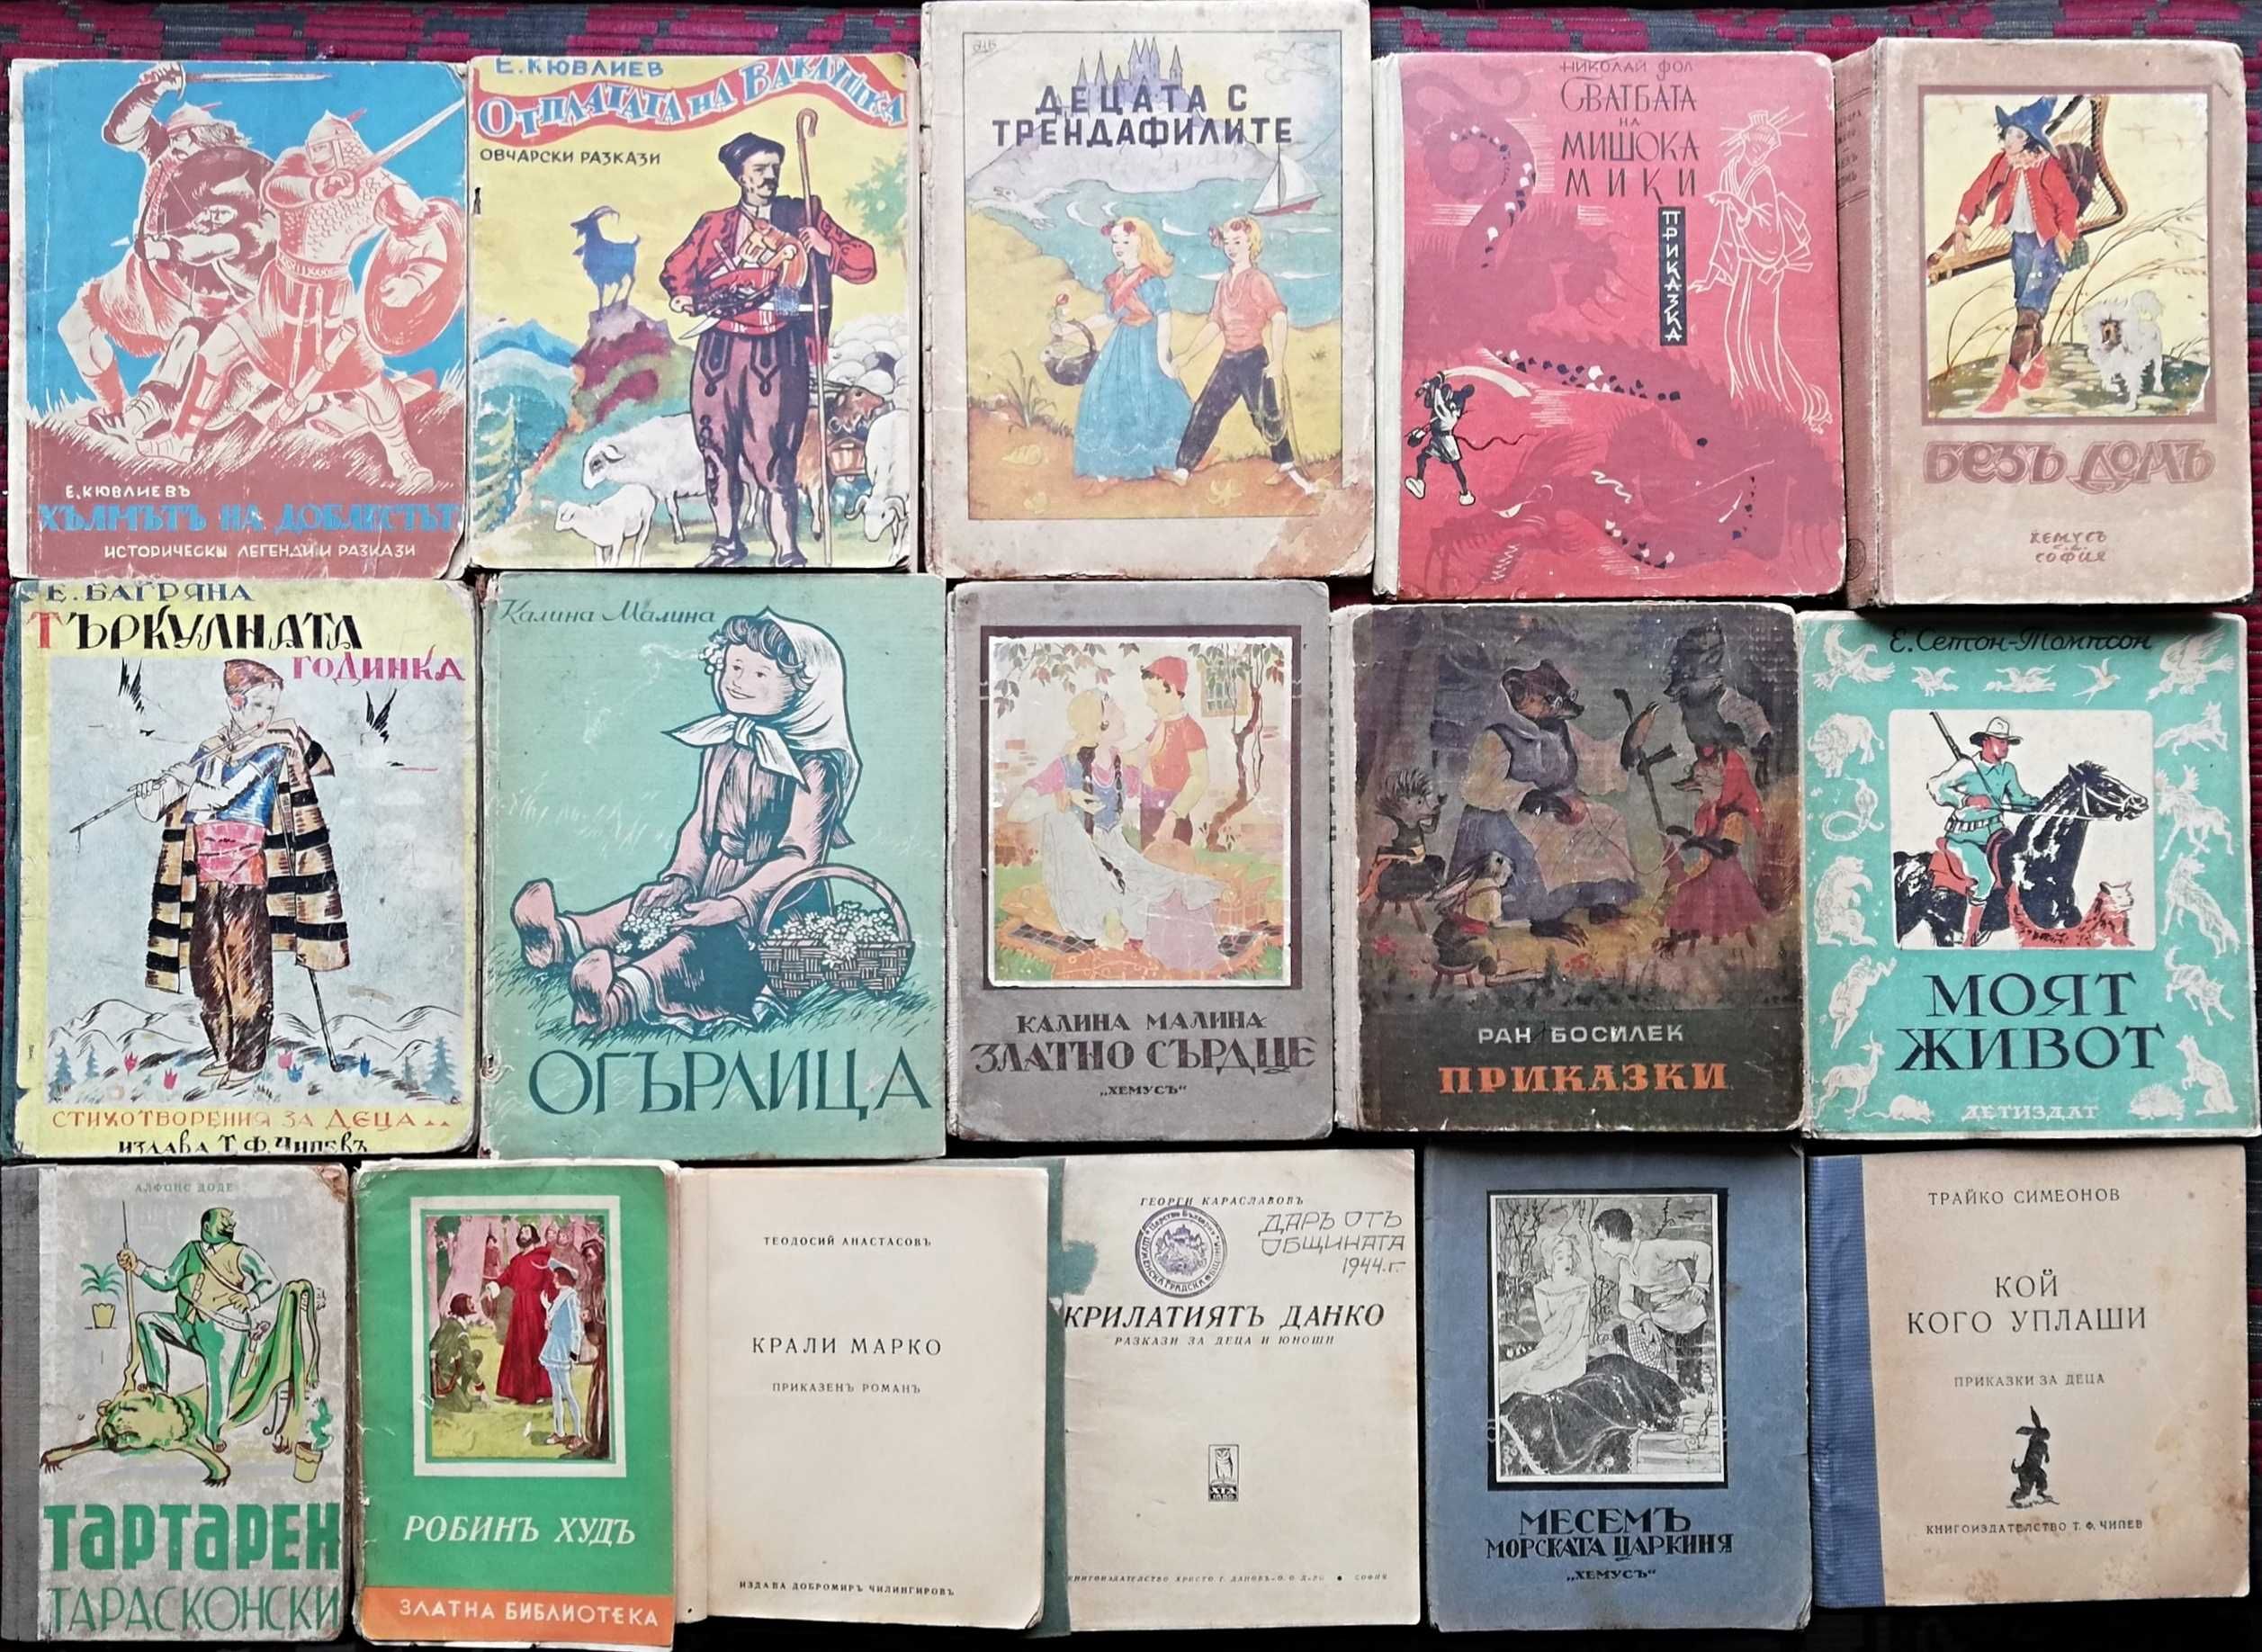 Е. КЮВЛИЕВЪ
ХЪЛМЪТЪ НА ДОБЛЕСТЬТА
ИСТОРИЧЕСКИ ЛЕГЕНДИ И РАЗКАЗИ
Е. КЮВЛИЕВ
ОТПЛАТАТА НА ВАКЛУШКА
ОВЧАРСКИ РАЗКАЗИ
ДЕЦАТА С
ТРЕНДАФИЛИТЕ
НИКОЛАЙ ФОЛ
СВАТБАТА
НА
МИШОКА
МИКИ
ПРИКАЗКА
БЕЗЪ ДОМЪ
ХЕМУСЪ
СОФИЯ
Е. БАГРЯНА
ТЪРКУЛНАТА
ГОДИНКА
СТИХОТВОРЕНИЯ ЗА ДЕЦА
ИЗДАВА Т. Ф. ЧИПЕВЪ
Калина Малина
ОГЪРЛИЦА
КАЛИНА МАЛИНА
ЗЛАТНО СЪРДЦЕ
„ХЕМУСЪ“
РАН БОСИЛЕК
ПРИКАЗКИ
Е. Сетон-Томпсон
МОЯТ
ЖИВОТ
ДЕТИЗДАТ
АЛФОНС ДОДЕ
ТАРТАРЕН
ТАРАСКОНСКИ
РОБИНЪ ХУДЪ
ЗЛАТНА БИБЛИОТЕКА
ТЕОДОСИЙ АНАСТАСОВЪ
КРАЛИ МАРКО
ПРИКАЗЕНЪ РОМАНЪ
ИЗДАВА ДОБРОМИРЪ ЧИЛИНГИРОВЪ
ГЕОРГИ КАРАСЛАВОВЪ
ДАРЪ ОТЪ
ОБЩИНАТА
1944.г.
КРИЛАТИЯТЪ ДАНКО
РАЗКАЗИ ЗА ДЕЦА И ЮНОШИ
КНИГОИЗДАТЕЛСТВО ХРИСТО Г. ДАНОВЪ - О. О. Д-ВО • СОФИЯ
МЕСЕМЪ
МОРСКАТА ЦАРКИНЯ
„ХЕМУСЪ“
ТРАЙКО СИМЕОНОВ
КОЙ
КОГО УПЛАШИ
ПРИКАЗКИ ЗА ДЕЦА
КНИГОИЗДАТЕЛСТВО Т. Ф. ЧИПЕВ